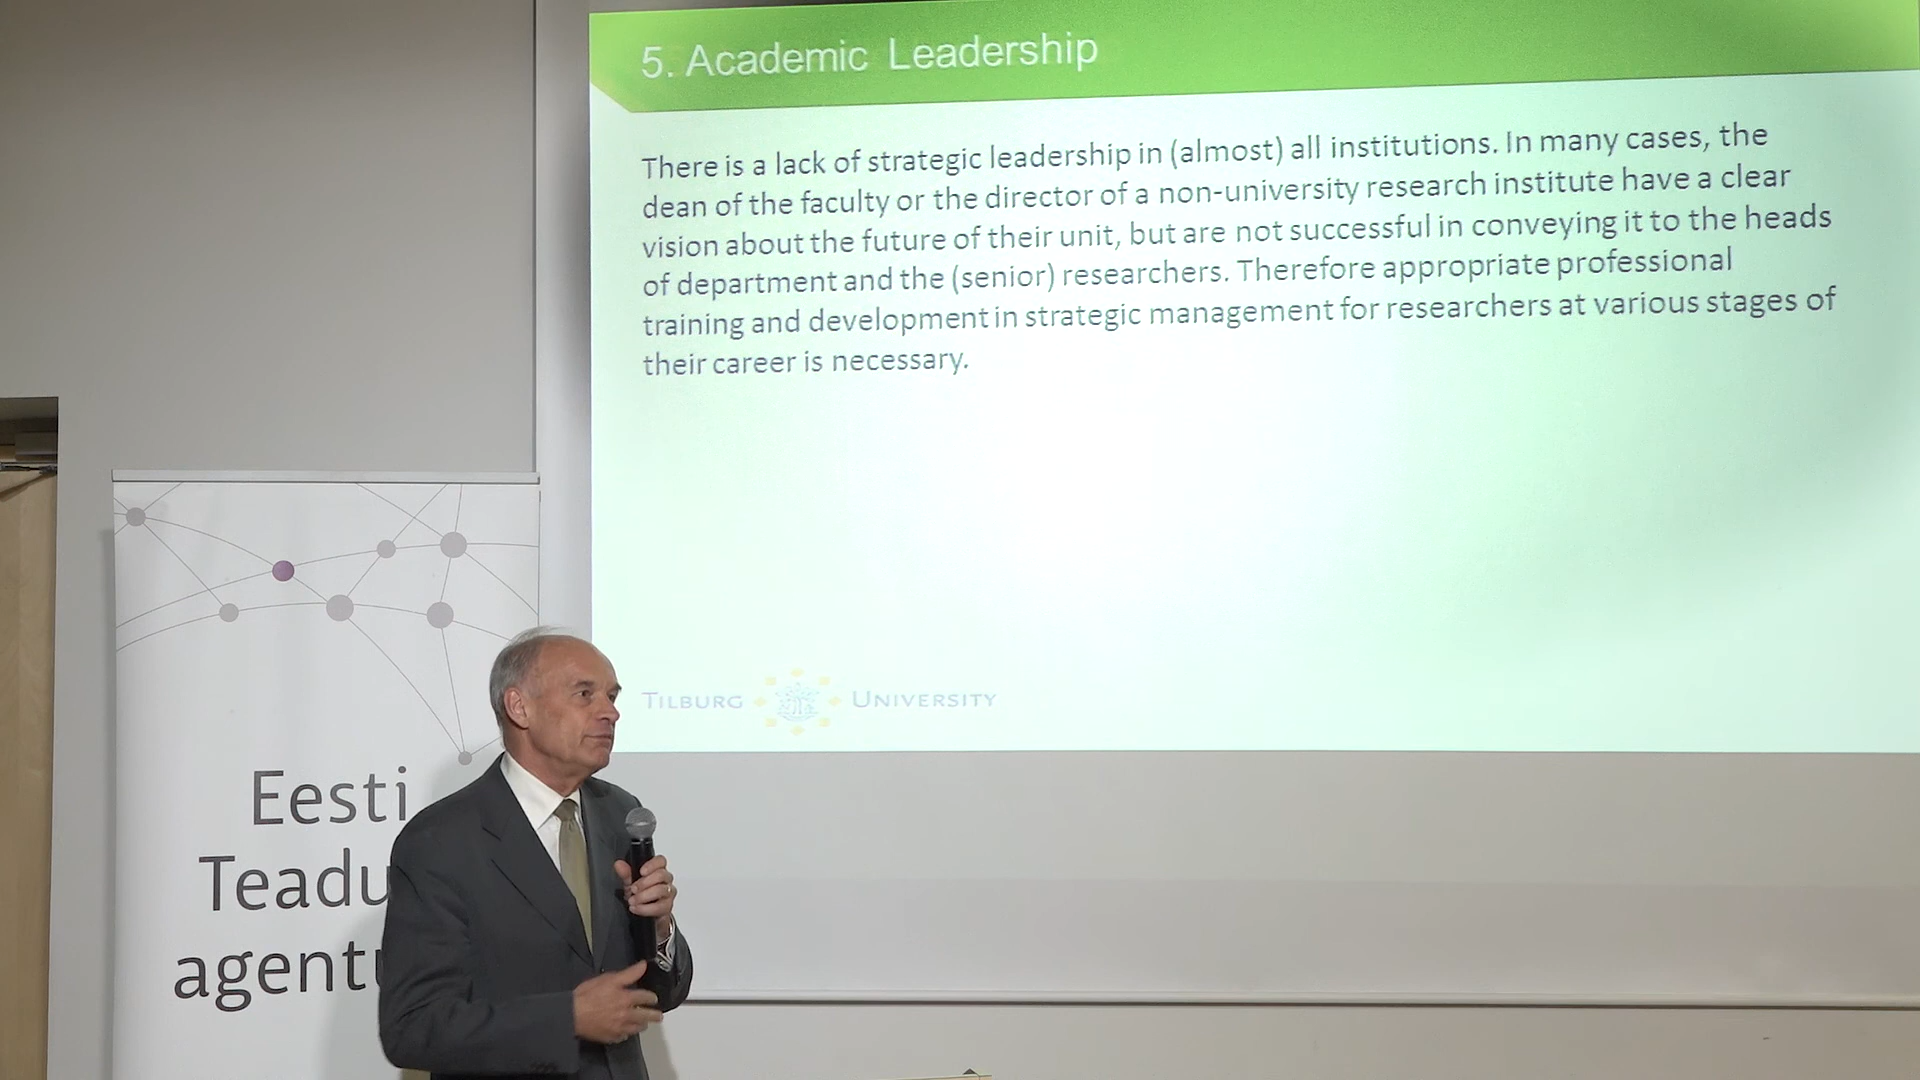 5. Academic Leadership
There is a lack of strategic leadership in (almost) all institutions. In many cases, the
dean of the faculty or the director of a non-university research institute have a clear
vision about the future of their unit, but are not successful in conveying it to the heads
of department and the (senior) researchers. Therefore appropriate professional
training and development in strategic management for researchers at various stages of
their career is necessary.
TILBURG UNIVERSITY
Eesti
Teadu
agent